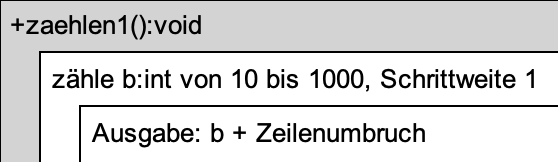 +zaehlen1():void
zähle b:int von 10 bis 1000, Schrittweite 1
Ausgabe: b + Zeilenumbruch